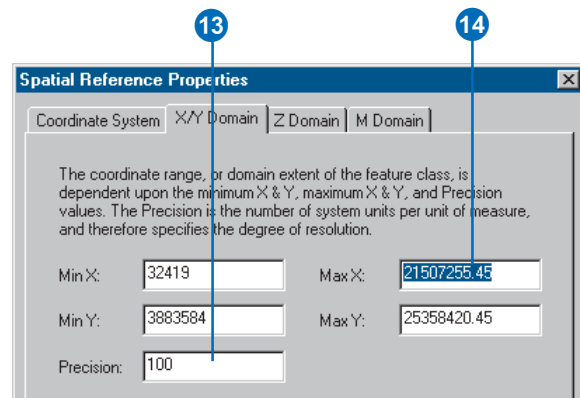 13 14
Spatial Reference Properties
Coordinate System X/Y Domain Z Domain M Domain
The coordinate range, or domain extent of the feature class, is
dependent upon the minimum X & Y, maximum X & Y, and Precision
values. The Precision is the number of system units per unit of measure,
and therefore specifies the degree of resolution.
Min X: 32419 Max X: 21507255.45
Min Y: 3883584 Max Y: 25358420.45
Precision: 100